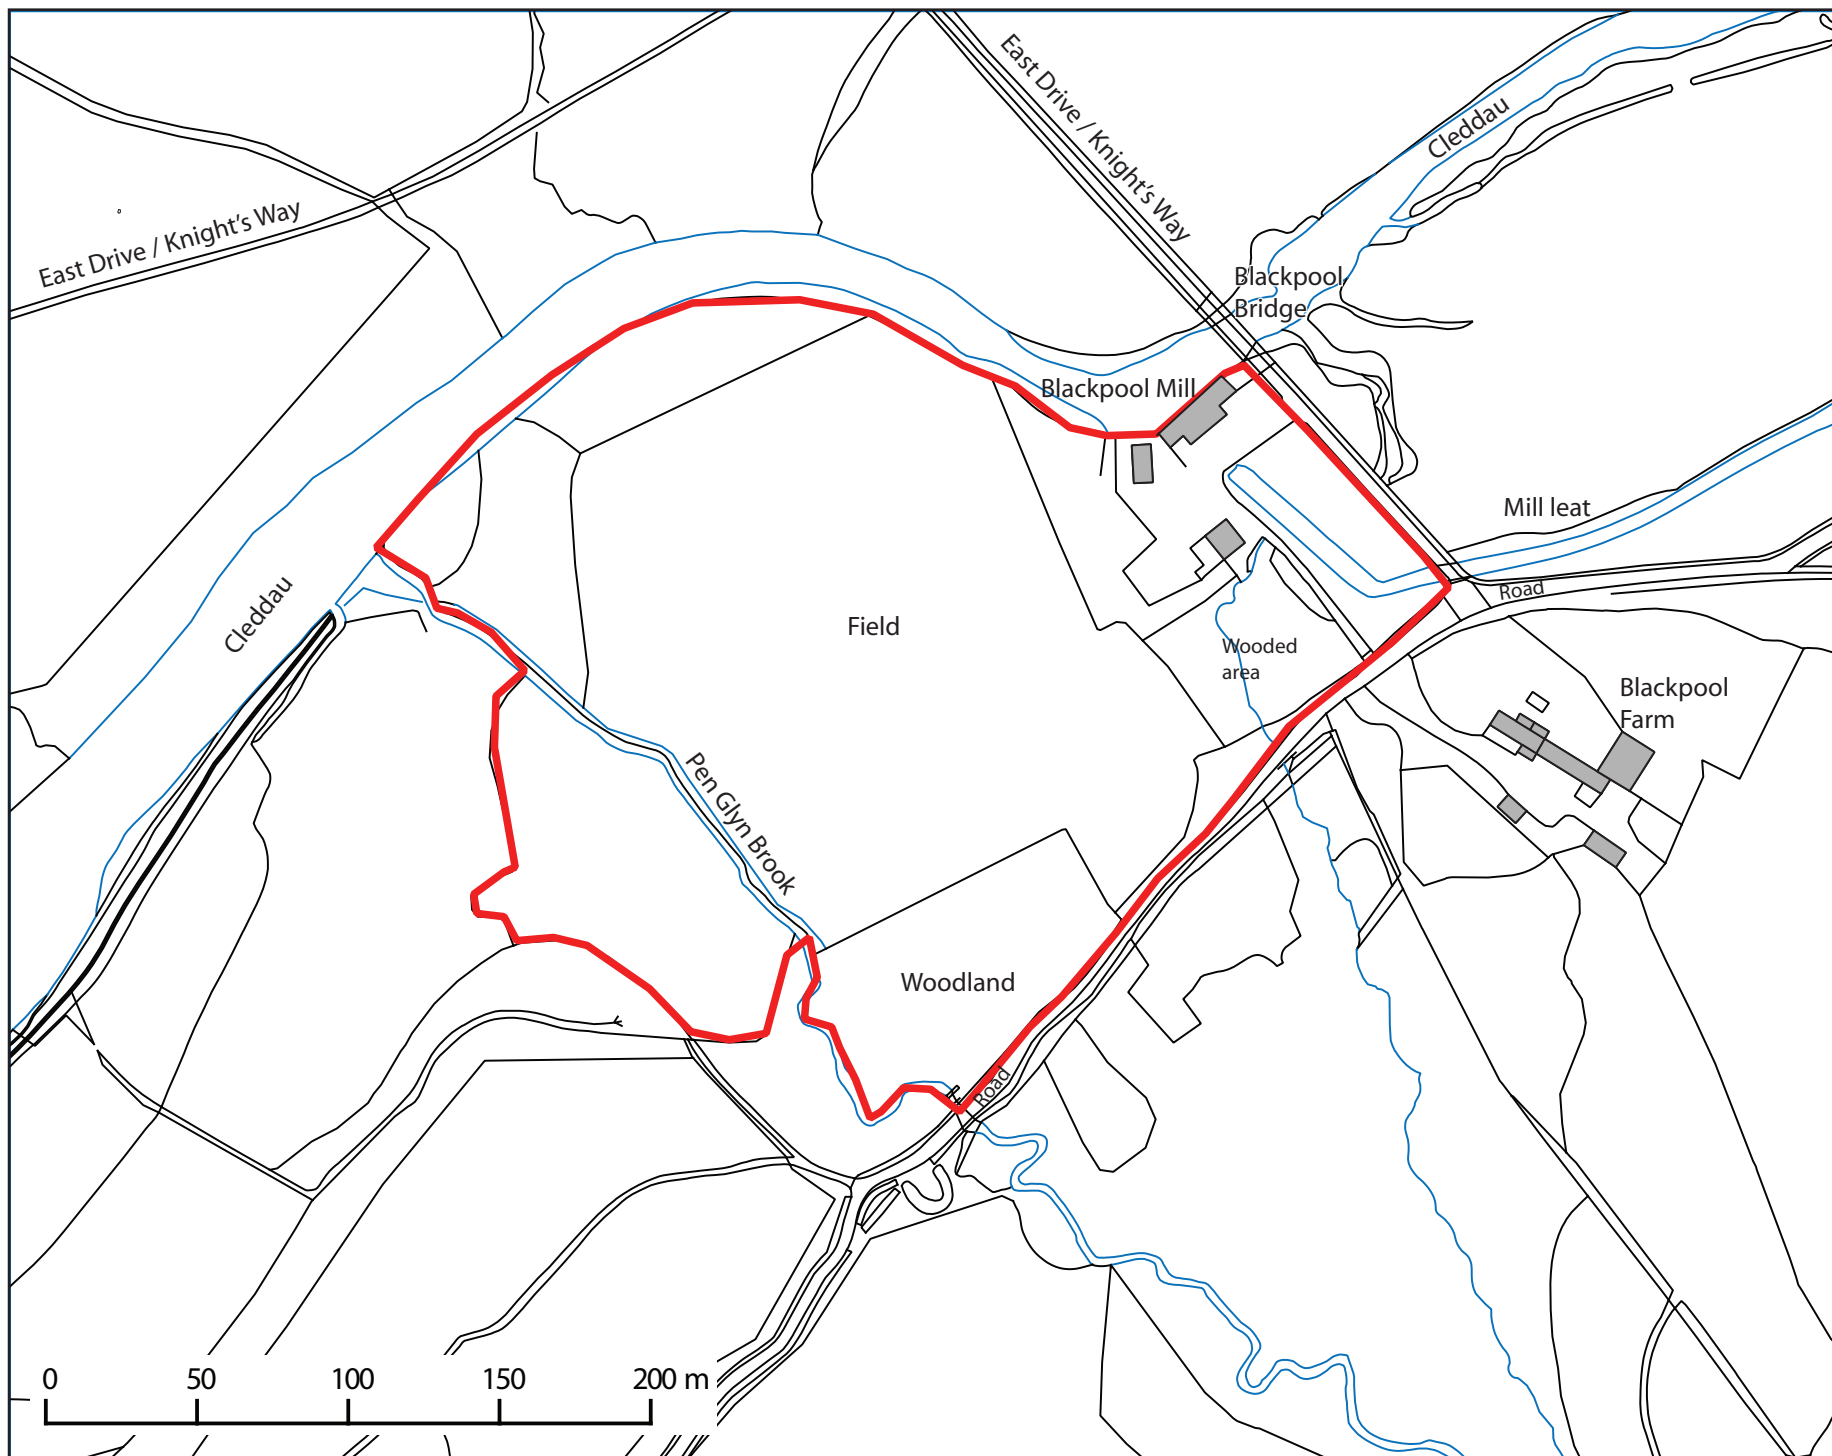 East Drive / Knight's Way
Cleddau
East Drive / Knight's Way
Blackpool
Bridge
Blackpool Mill
Mill leat
Road
Cleddau
Field
Wooded
area
Blackpool
Farm
Pen Glyn Brook
Woodland
Road
0 50 100 150 200 m